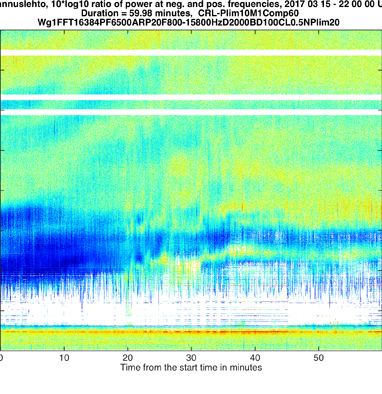 annuslehto, 10*log10 ratio of power at neg. and pos. frequencies, 2017 03 15 - 22 00 00 U
Duration = 59.98 minutes, CRL-Plim10M1Comp60
Wg1FFT16384PF6500ARP20F800-15800HzD2000BD100CL0.5NPlim20
0 10 20 30 40 50
Time from the start time in minutes